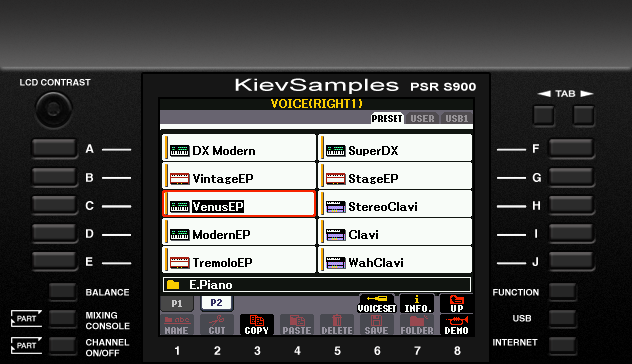 LCD CONTRAST
KievSamples PSR S900
TAB
VOICE(RIGHT1)
PRESET USER USB1
A DX Modern SuperDX F
B VintageEP StageEP G
C VenusEP StereoClavi H
D ModernEP Clavi I
E TremoloEP WahClavi J
E.Piano
BALANCE P1 P2 VOICESET INFO. UP FUNCTION
PART MIXING CONSOLE USB
NAME CUT COPY PASTE DELETE SAVE FOLDER DEMO
PART CHANNEL ON/OFF INTERNET
1 2 3 4 5 6 7 8